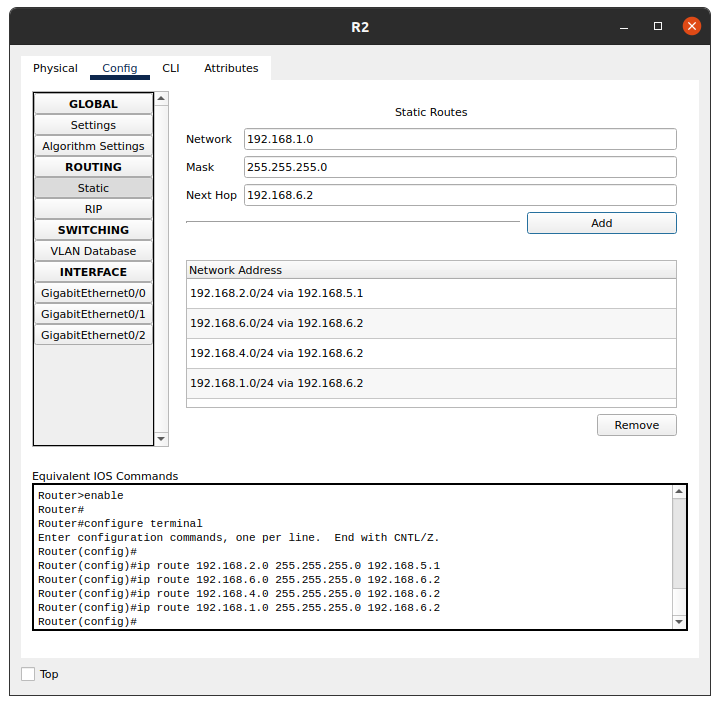 R2
Physical Config CLI Attributes
GLOBAL
Settings
Algorithm Settings
ROUTING
Static
RIP
SWITCHING
VLAN Database
INTERFACE
GigabitEthernet0/0
GigabitEthernet0/1
GigabitEthernet0/2
Static Routes
Network 192.168.1.0
Mask 255.255.255.0
Next Hop 192.168.6.2
Add
Network Address
192.168.2.0/24 via 192.168.5.1
192.168.6.0/24 via 192.168.6.2
192.168.4.0/24 via 192.168.6.2
192.168.1.0/24 via 192.168.6.2
Remove
Equivalent IOS Commands
Router>enable
Router#
Router#configure terminal
Enter configuration commands, one per line.  End with CNTL/Z.
Router(config)#
Router(config)#ip route 192.168.2.0 255.255.255.0 192.168.5.1
Router(config)#ip route 192.168.6.0 255.255.255.0 192.168.6.2
Router(config)#ip route 192.168.4.0 255.255.255.0 192.168.6.2
Router(config)#ip route 192.168.1.0 255.255.255.0 192.168.6.2
Router(config)#
Top